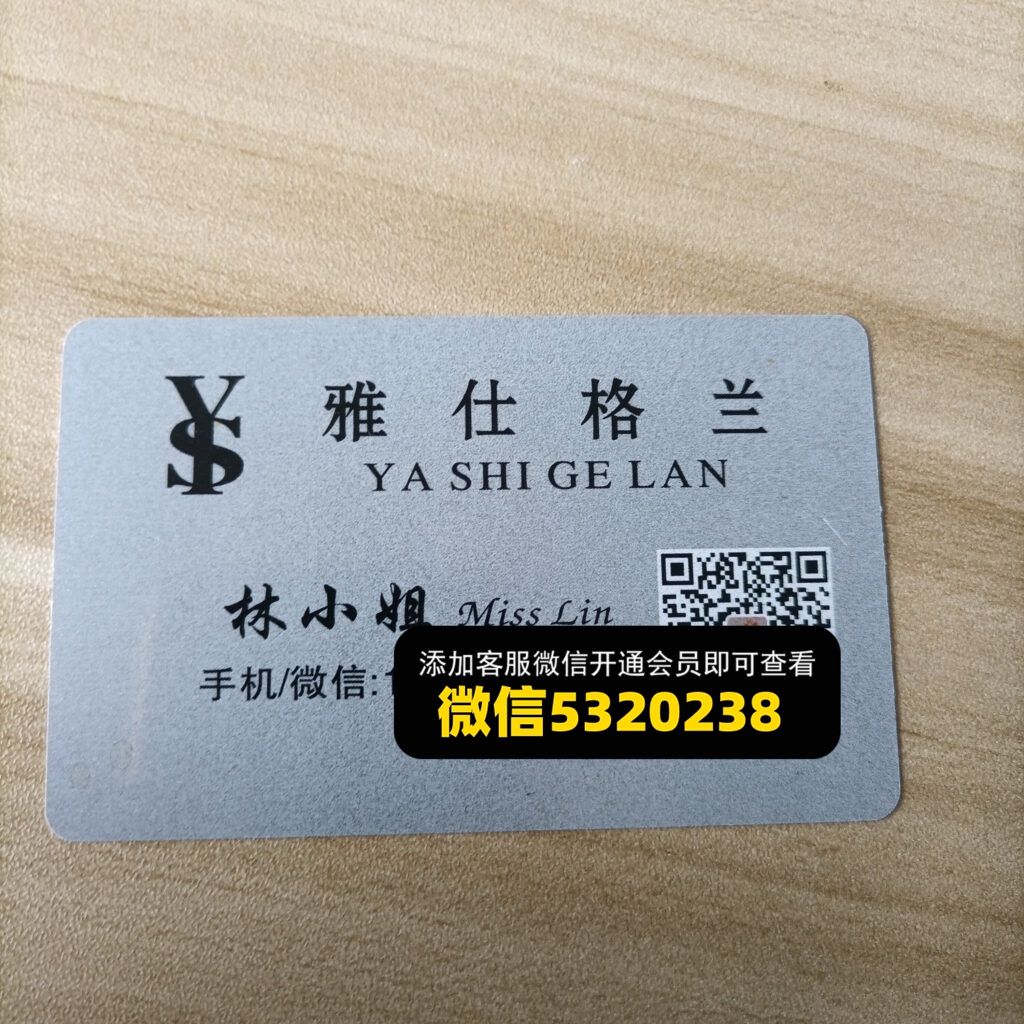 YS
雅仕格兰
YA SHI GE LAN
林小姐 Miss Lin
手机/微信:1
添加客服微信开通会员即可查看
微信5320238